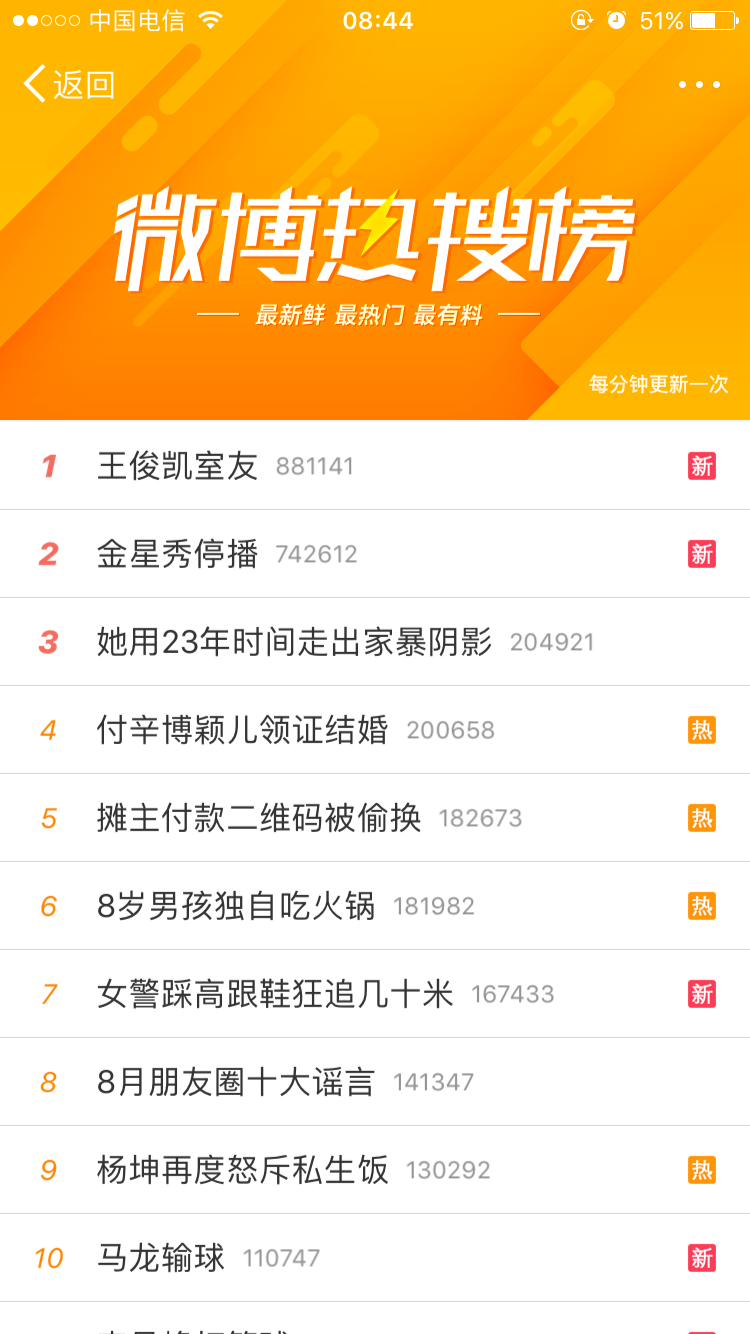 中国电信 08:44 51%
返回
微博热搜榜
最新鲜 最热门 最有料
每分钟更新一次
1 王俊凯室友 881141 新
2 金星秀停播 742612 新
3 她用23年时间走出家暴阴影 204921
4 付辛博颖儿领证结婚 200658 热
5 摊主付款二维码被偷换 182673 热
6 8岁男孩独自吃火锅 181982 热
7 女警踩高跟鞋狂追几十米 167433 新
8 8月朋友圈十大谣言 141347
9 杨坤再度怒斥私生饭 130292 热
10 马龙输球 110747 新